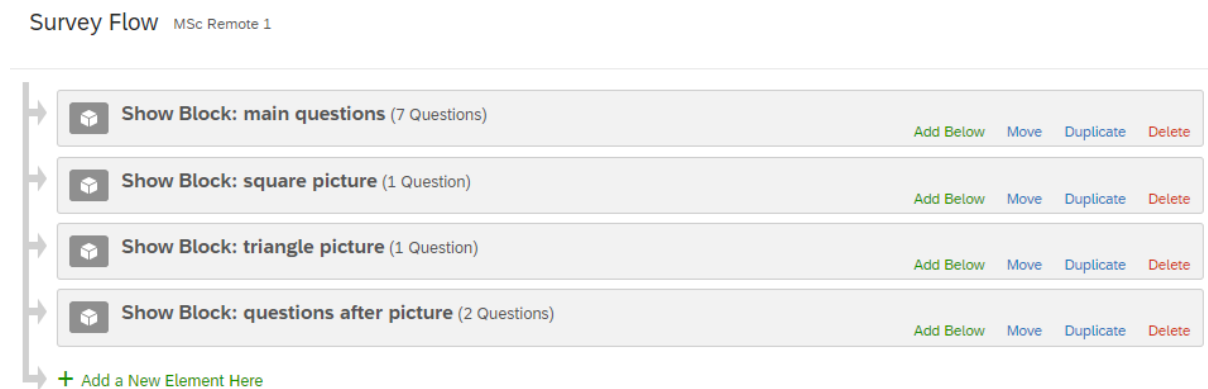 Survey Flow MSc Remote 1
Show Block: main questions (7 Questions)
Add Below Move Duplicate Delete
Show Block: square picture (1 Question)
Add Below Move Duplicate Delete
Show Block: triangle picture (1 Question)
Add Below Move Duplicate Delete
Show Block: questions after picture (2 Questions)
Add Below Move Duplicate Delete
+ Add a New Element Here